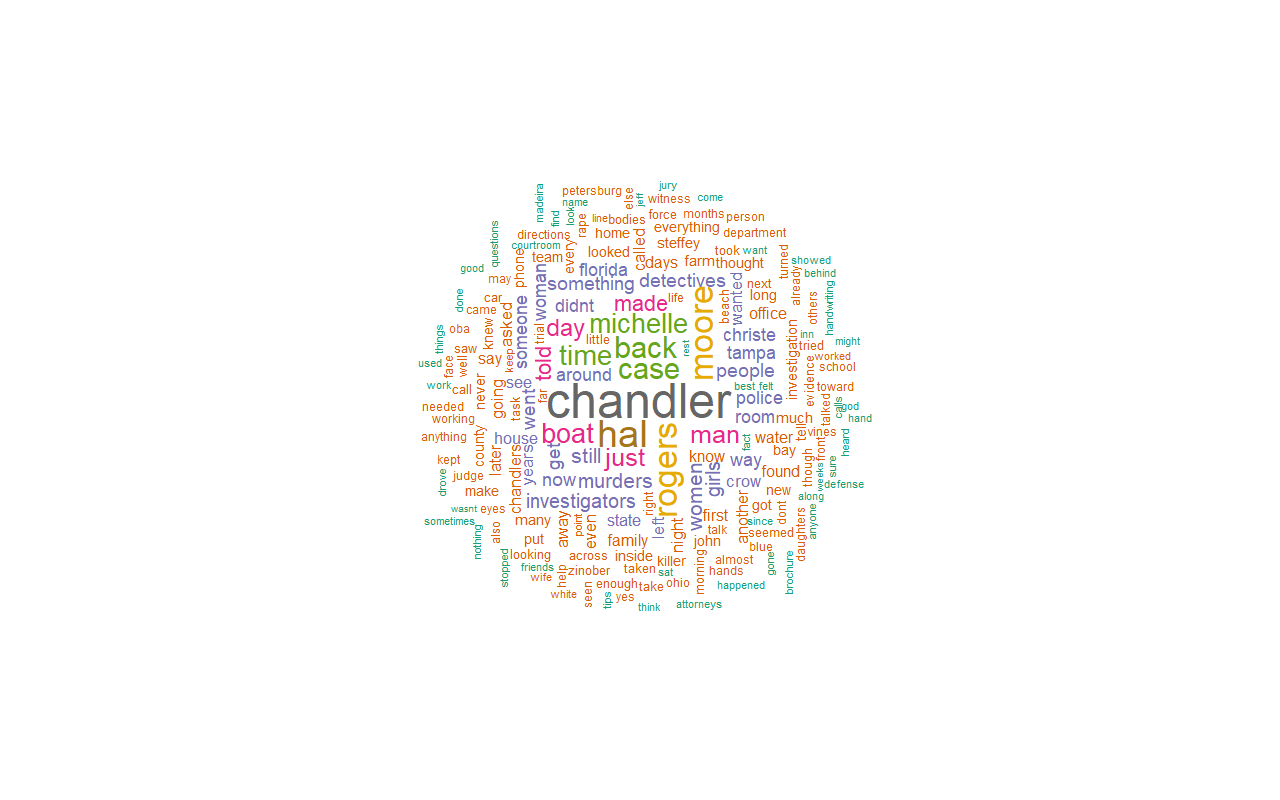 jury
petersburg
else
witness
come
madeira
name
jeff
look
find
rape
line
bodies
force
months
person
questions
directions
home
called
everything
department
courtroom
every
looked
steffey
took
want
turned
good
team
days
farm
thought
showed
phone
woman
florida
something
detectives
wanted
next
already
behind
may
done
car
came
someone
didnt
made
life
beach
long
others
handwriting
asked
knew
day
michelle
moore
office
oba
trial
little
christe
investigation
inn
might
things
saw
keep
told
time
back
rest
tampa
tried
worked
used
face
well
say
around
case
people
evidence
school
work
call
never
going
see
far
chandler
best
felt
toward
needed
task
went
police
talked
calls
god
working
room
much
hand
anything
county
house
boat
hal
rogers
man
fact
water
tell
vines
kept
later
years
get
still
just
know
way
bay
though
front
heard
judge
chandlers
now
murders
women
girls
found
weeks
sure
drove
make
investigators
right
crow
new
defense
wasnt
eyes
got
dont
along
sometimes
also
many
away
point
even
state
left
night
first
another
since
anyone
nothing
put
family
talk
seemed
daughters
looking
across
inside
killer
john
blue
stopped
friends
zinober
taken
sat
morning
almost
gone
brochure
wife
help
enough
take
ohio
hands
happened
white
seen
tips
yes
think
attorneys